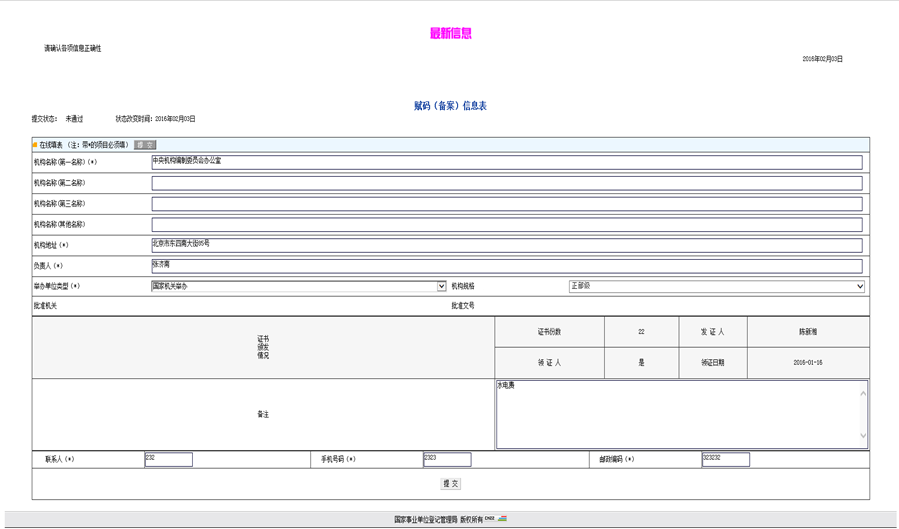 最新信息
请确认各项信息正确性
2016年02月03日
赋码（备案）信息表
提交状态： 未通过 状态改变时间：2016年02月03日
在线填表 （注：带*的项目必须填） 提 交
机构名称(第一名称)(*) 中央机构编制委员会办公室
机构名称(第二名称)
机构名称(第三名称)
机构名称(其他名称)
机构地址(*) 北京市东四南大街95号
负责人(*) 张济南
举办单位类型(*) 国家机关举办 机构规格 正部级
批准机关 批准文号
证书
颁发
情况
证书份数 22 发 证 人 陈新湘
领 证 人 是 领证日期 2016-01-16
备注 水电费
联系人(*) 232 手机号码(*) 2323 邮政编码(*) 323232
提 交
国家事业单位登记管理局 版权所有